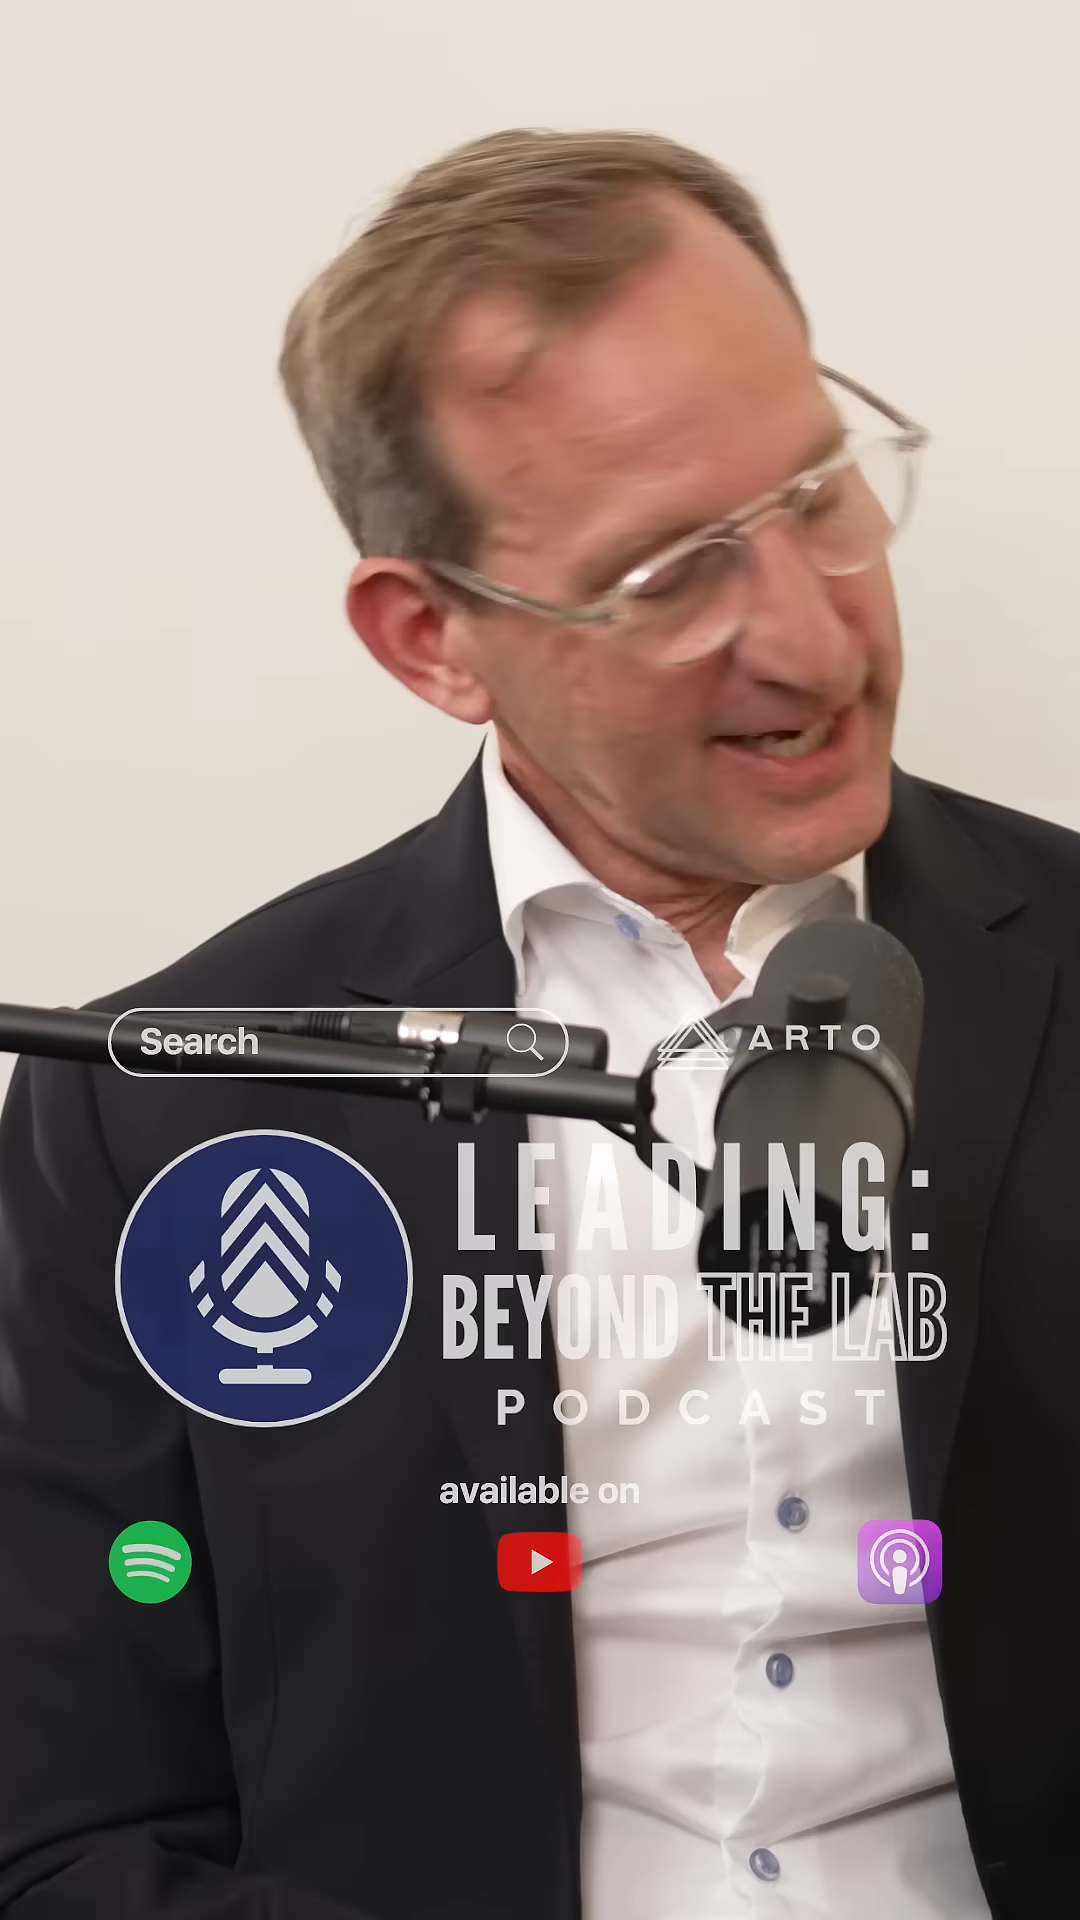 Search
ARTO
LEADING:
BEYOND THE LAB
PODCAST
available on